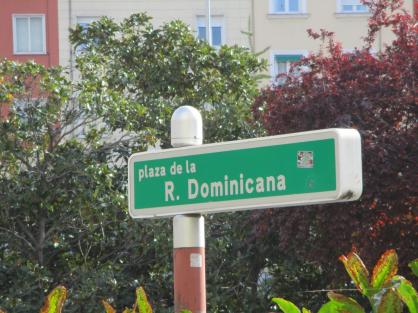 plaza de la
R. Dominicana